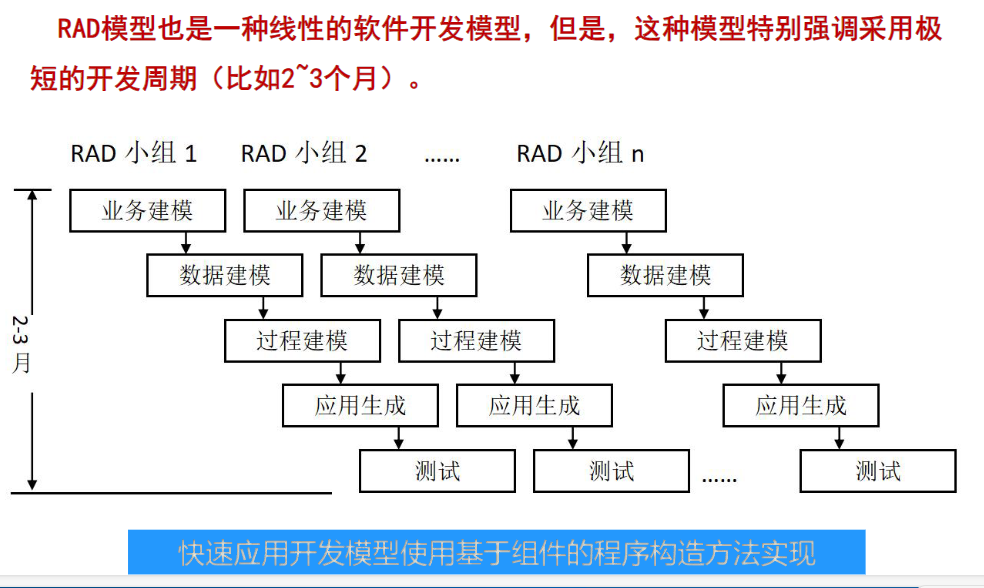 RAD模型也是一种线性的软件开发模型，但是，这种模型特别强调采用极
短的开发周期（比如2~3个月）。
RAD 小组 1 RAD 小组 2 …… RAD 小组 n
业务建模 业务建模 业务建模
数据建模 数据建模 数据建模
过程建模 过程建模 过程建模
2-3月
应用生成 应用生成 应用生成
测试 测试 …… 测试
快速应用开发模型使用基于组件的程序构造方法实现